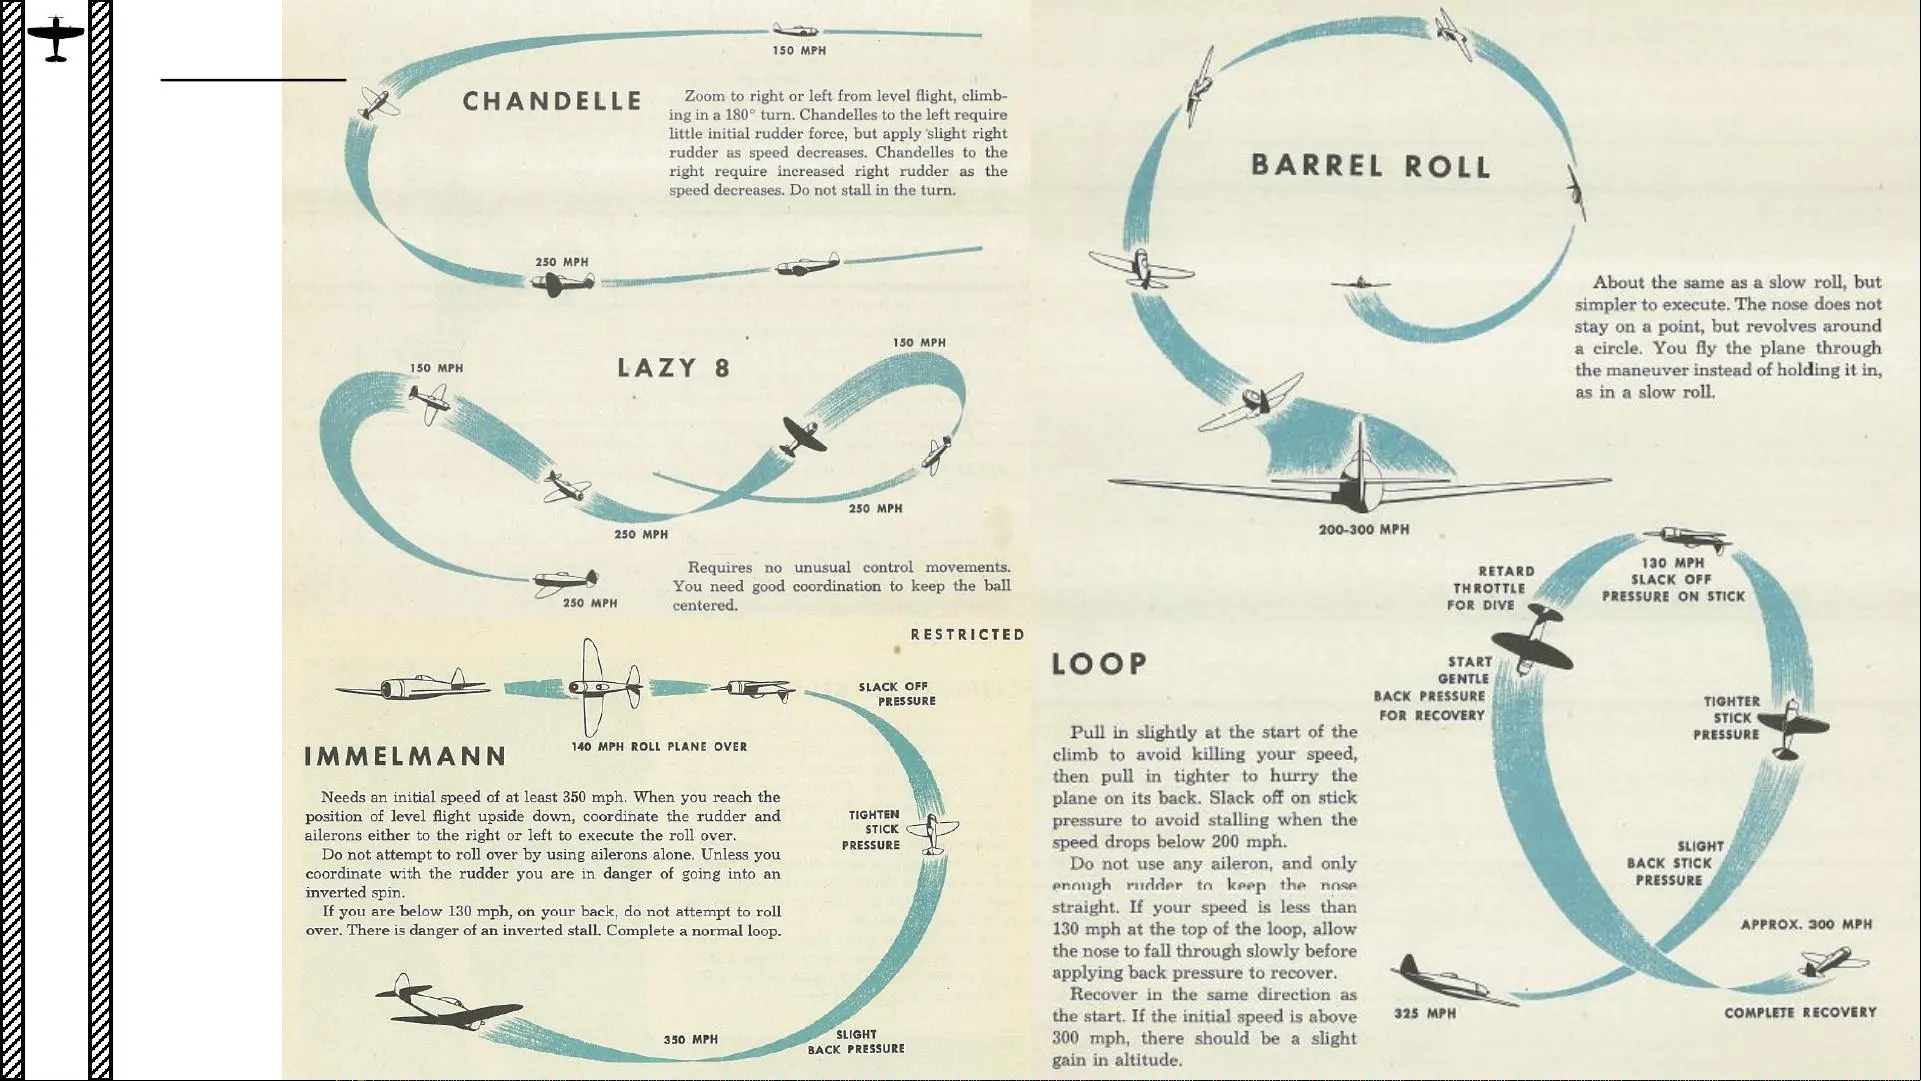 150 MPH
CHANDELLE
Zoom to right or left from level flight, climb-
ing in a 180° turn. Chandelles to the left require
little initial rudder force, but apply slight right
rudder as speed decreases. Chandelles to the
right require increased right rudder as the
speed decreases. Do not stall in the turn.
250 MPH
LAZY 8
150 MPH
150 MPH
250 MPH
250 MPH
250 MPH
Requires no unusual control movements.
You need good coordination to keep the ball
centered.
RESTRICTED
SLACK OFF
PRESSURE
140 MPH ROLL PLANE OVER
IMMELMANN
Needs an initial speed of at least 350 mph. When you reach the
position of level flight upside down, coordinate the rudder and
ailerons either to the right or left to execute the roll over.
Do not attempt to roll over by using ailerons alone. Unless you
coordinate with the rudder you are in danger of going into an
inverted spin.
If you are below 130 mph, on your back, do not attempt to roll
over. There is danger of an inverted stall. Complete a normal loop.
TIGHTEN
STICK
PRESSURE
350 MPH
SLIGHT
BACK PRESSURE
BARREL ROLL
About the same as a slow roll, but
simpler to execute. The nose does not
stay on a point, but revolves around
a circle. You fly the plane through
the maneuver instead of holding it in,
as in a slow roll.
200-300 MPH
RETARD
THROTTLE
FOR DIVE
130 MPH
SLACK OFF
PRESSURE ON STICK
LOOP
START
GENTLE
BACK PRESSURE
FOR RECOVERY
TIGHTER
STICK
PRESSURE
Pull in slightly at the start of the
climb to avoid killing your speed,
then pull in tighter to hurry the
plane on its back. Slack off on stick
pressure to avoid stalling when the
speed drops below 200 mph.
Do not use any aileron, and only
enough rudder to keep the nose
straight. If your speed is less than
130 mph at the top of the loop, allow
the nose to fall through slowly before
applying back pressure to recover.
Recover in the same direction as
the start. If the initial speed is above
300 mph, there should be a slight
gain in altitude.
SLIGHT
BACK STICK
PRESSURE
APPROX. 300 MPH
325 MPH
COMPLETE RECOVERY